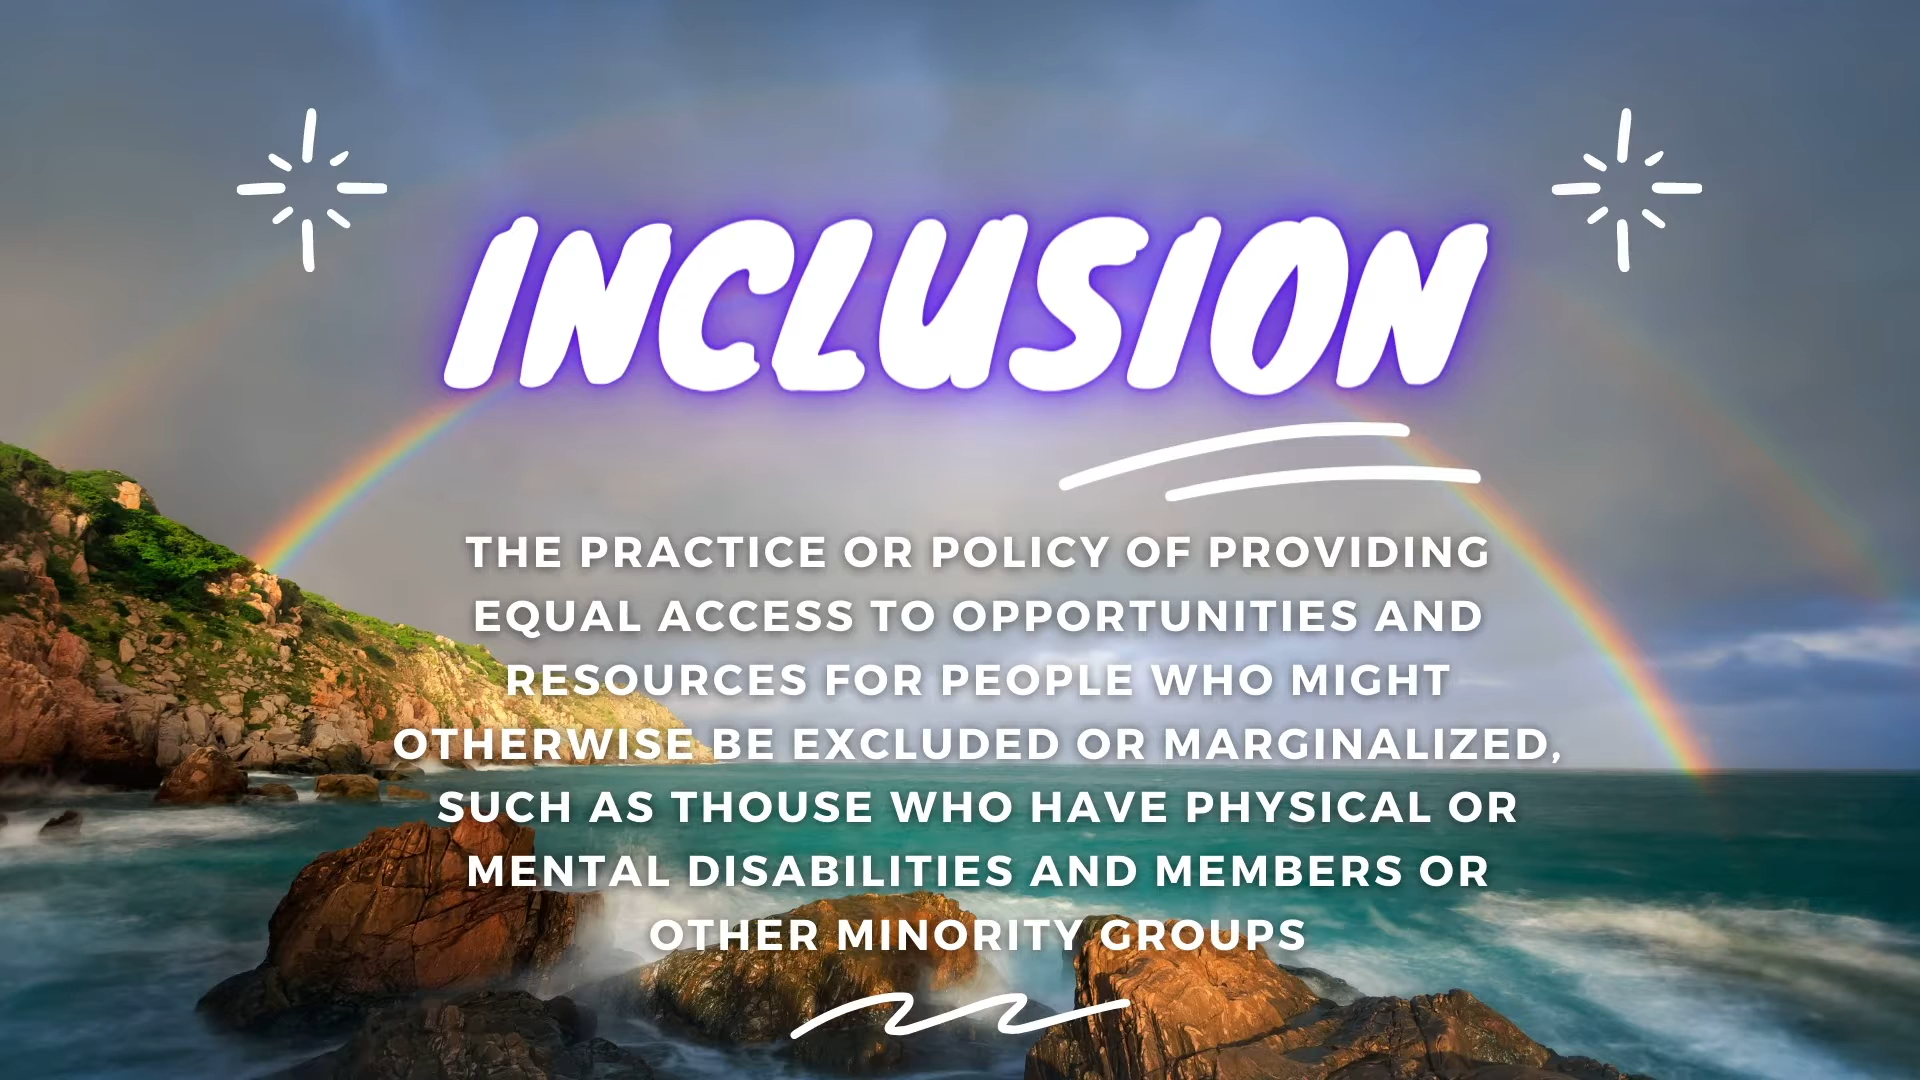 INCLUSION
THE PRACTICE OR POLICY OF PROVIDING
EQUAL ACCESS TO OPPORTUNITIES AND
RESOURCES FOR PEOPLE WHO MIGHT
OTHERWISE BE EXCLUDED OR MARGINALIZED,
SUCH AS THOUSE WHO HAVE PHYSICAL OR
MENTAL DISABILITIES AND MEMBERS OR
OTHER MINORITY GROUPS